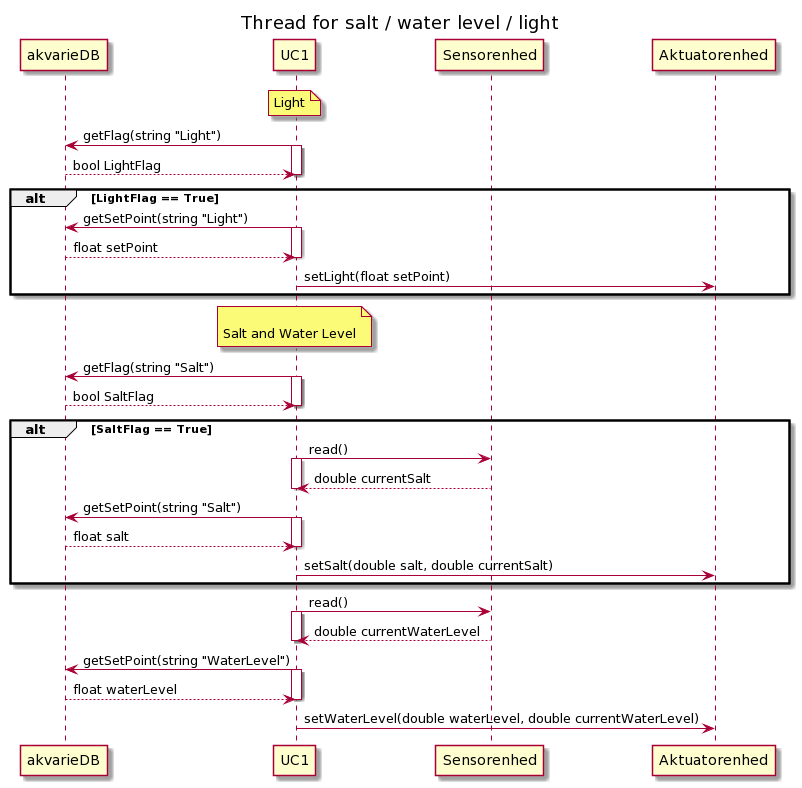 Thread for salt / water level / light
akvarieDB
UC1
Sensorenhed
Aktuatorenhed
Light
getFlag(string "Light")
bool LightFlag
alt [LightFlag == True]
getSetPoint(string "Light")
float setPoint
setLight(float setPoint)
Salt and Water Level
getFlag(string "Salt")
bool SaltFlag
alt [SaltFlag == True]
read()
double currentSalt
getSetPoint(string "Salt")
float salt
setSalt(double salt, double currentSalt)
read()
double currentWaterLevel
getSetPoint(string "WaterLevel")
float waterLevel
setWaterLevel(double waterLevel, double currentWaterLevel)
akvarieDB
UC1
Sensorenhed
Aktuatorenhed